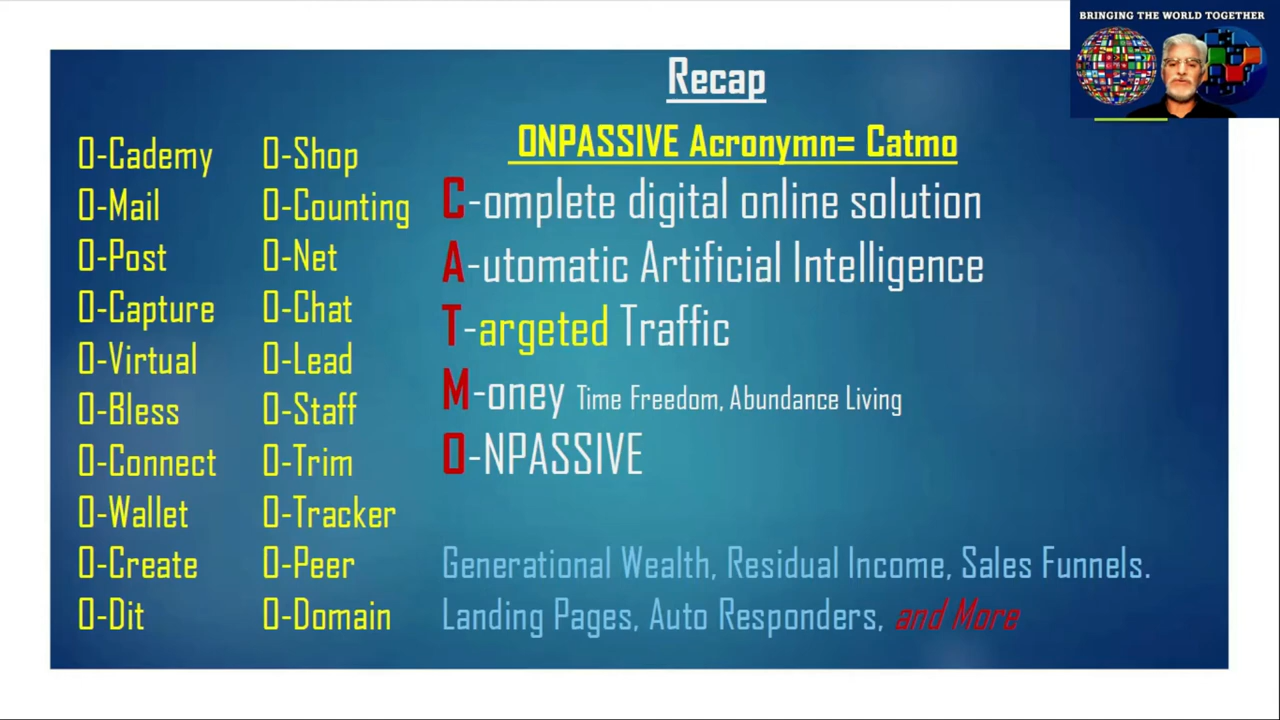 BRINGING THE WORLD TOGETHER
Recap
ONPASSIVE Acronymn= Catmo
O-Cademy
O-Mail
O-Post
O-Capture
O-Virtual
O-Bless
O-Connect
O-Wallet
O-Create
O-Dit
O-Shop
O-Counting
O-Net
O-Chat
O-Lead
O-Staff
O-Trim
O-Tracker
O-Peer
O-Domain
C-omplete digital online solution
A-utomatic Artificial Intelligence
T-argeted Traffic
M-oney Time Freedom, Abundance Living
O-NPASSIVE
Generational Wealth, Residual Income, Sales Funnels.
Landing Pages, Auto Responders, and More